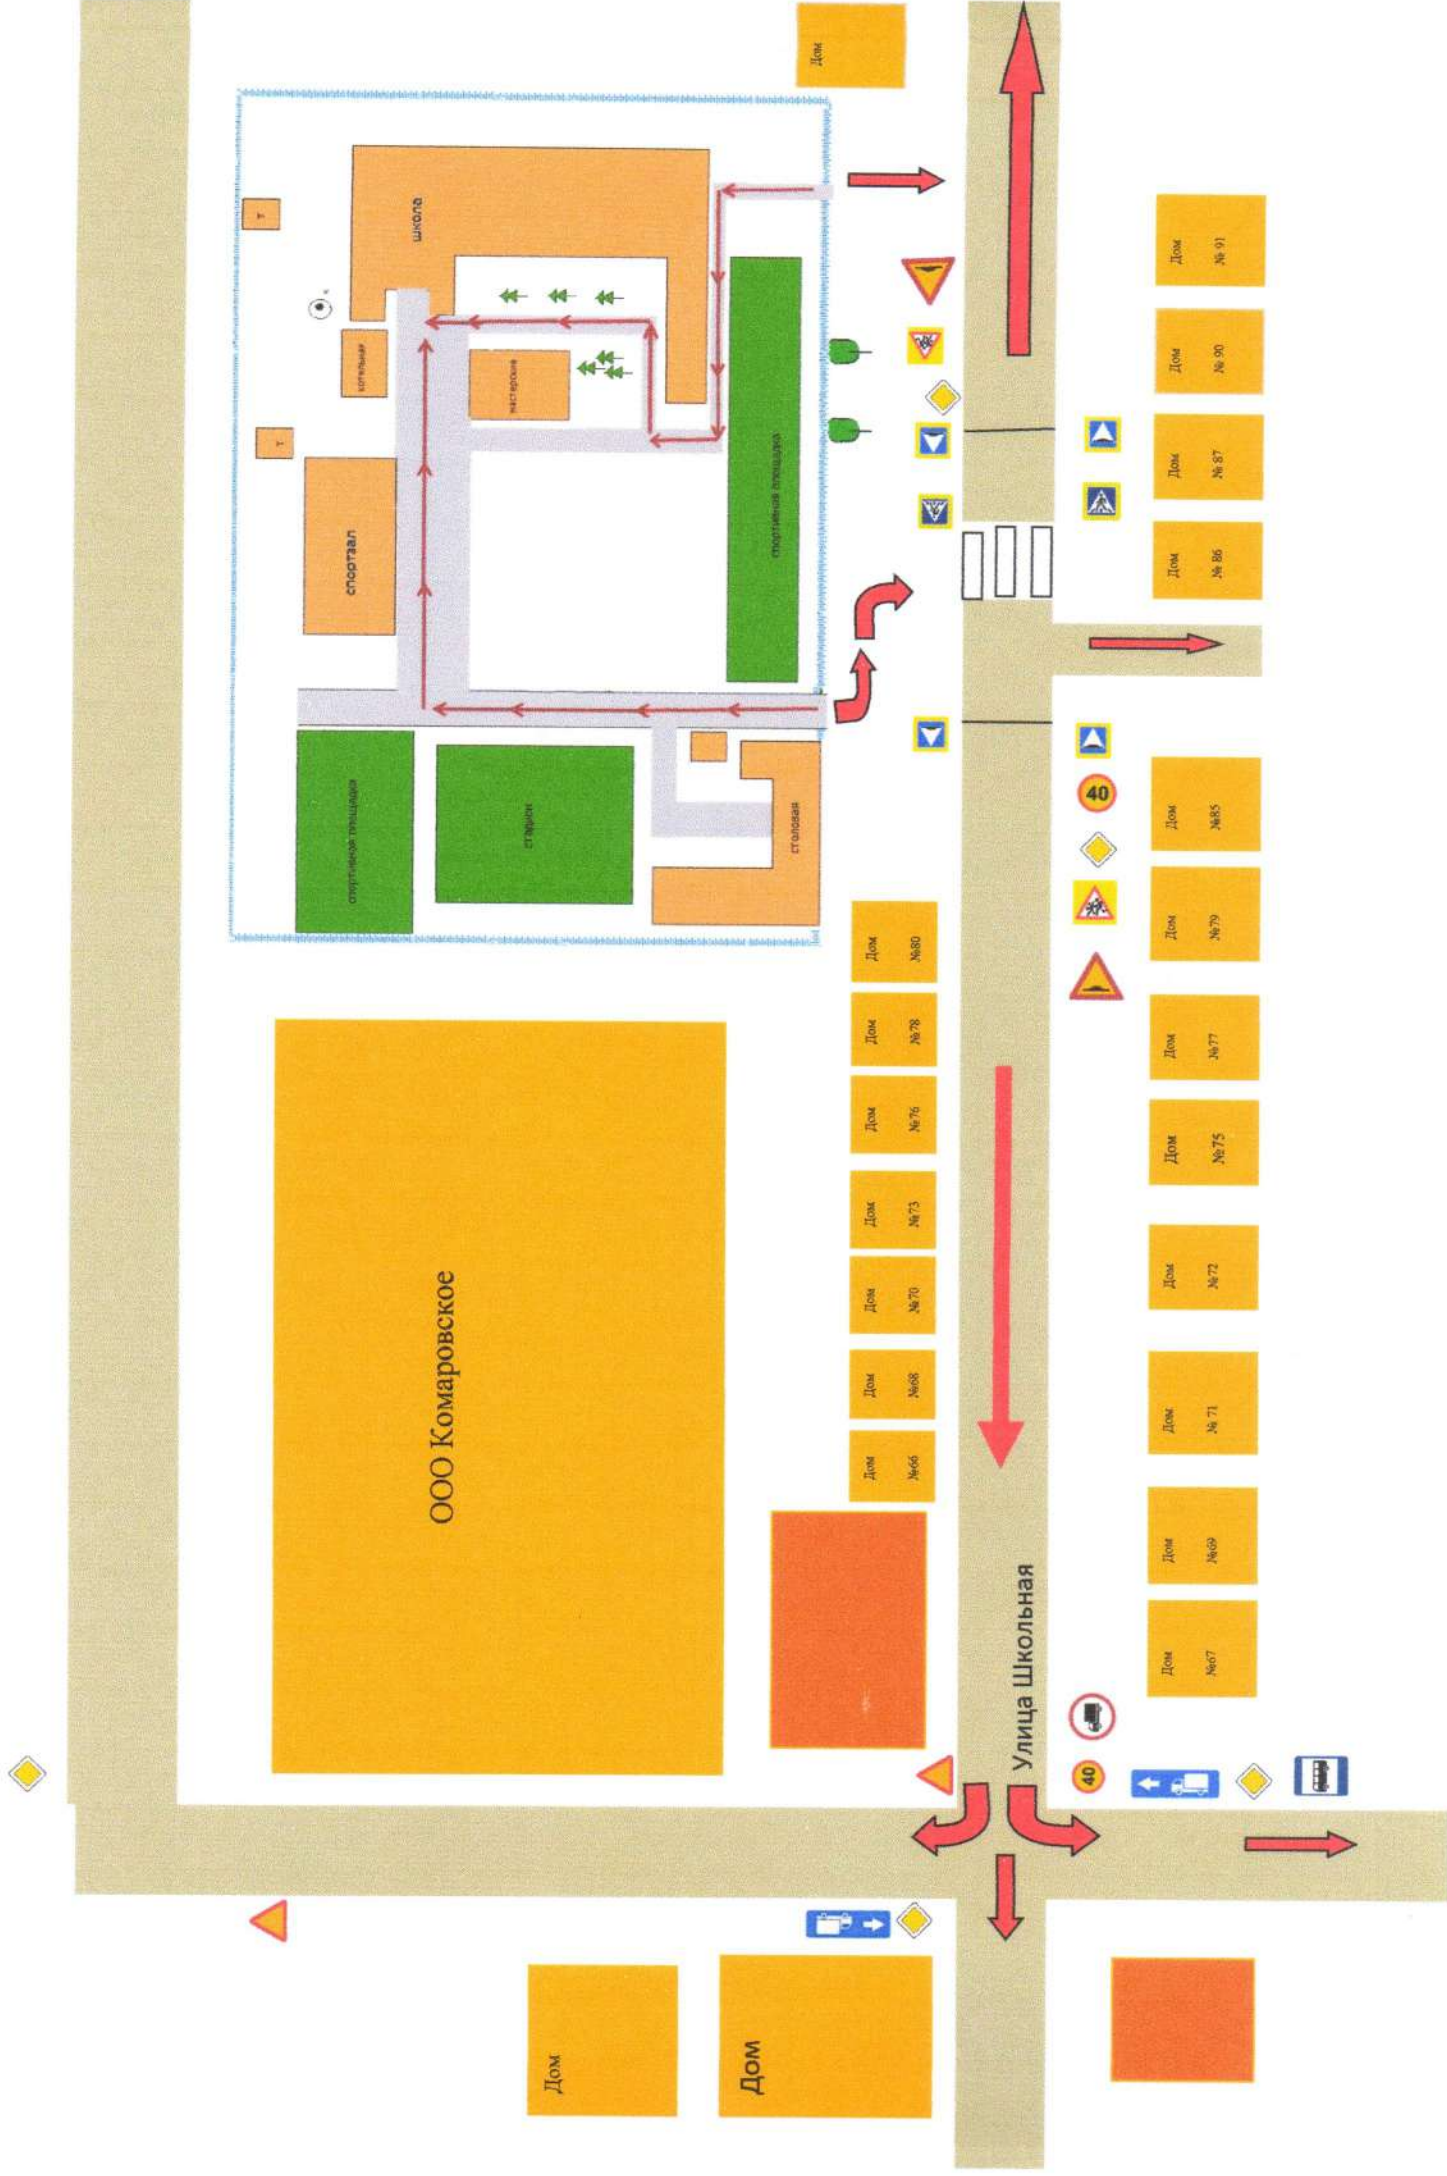 Дом
Т
школа
к
котельная
Т
мастерские
спортзал
спортивная площадка
спортивная площадка
стадион
столовая
Дом
№ 91
Дом
№ 90
Дом
№ 87
Дом
№ 86
40
Дом
№85
Дом
№79
Дом
№77
Дом
№75
Дом
№72
Дом
№ 71
Дом
№69
Дом
№67
Дом
№80
Дом
№78
Дом
№76
Дом
№73
Дом
№70
Дом
№68
Дом
№66
ООО Комаровское
Улица Школьная
40
Дом
Дом